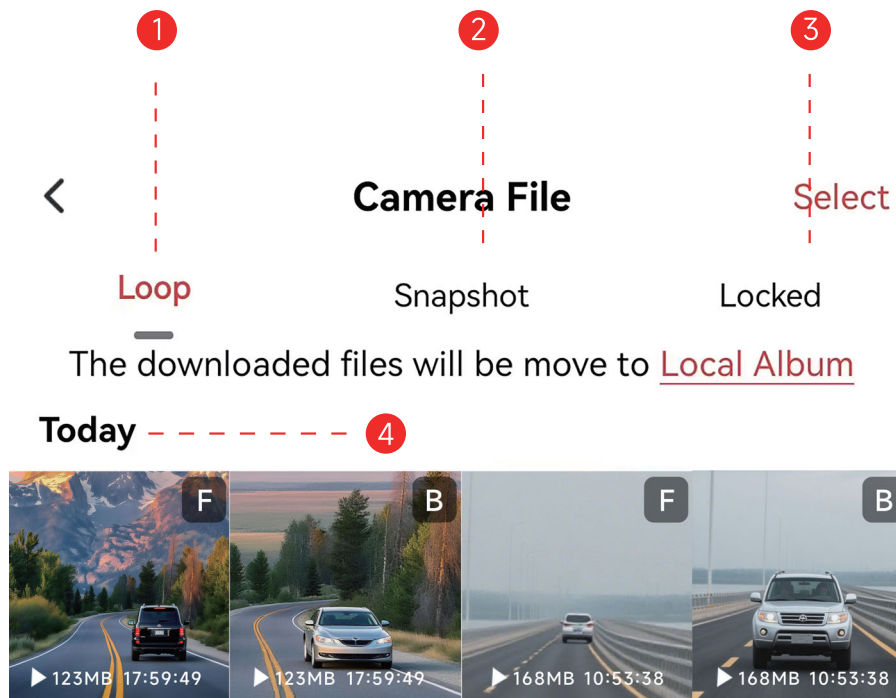 1 2 3
Camera File Select
Loop Snapshot Locked
The downloaded files will be move to Local Album
Today 4
F B F B
123MB 17:59:49 123MB 17:59:49 168MB 10:53:38 168MB 10:53:38